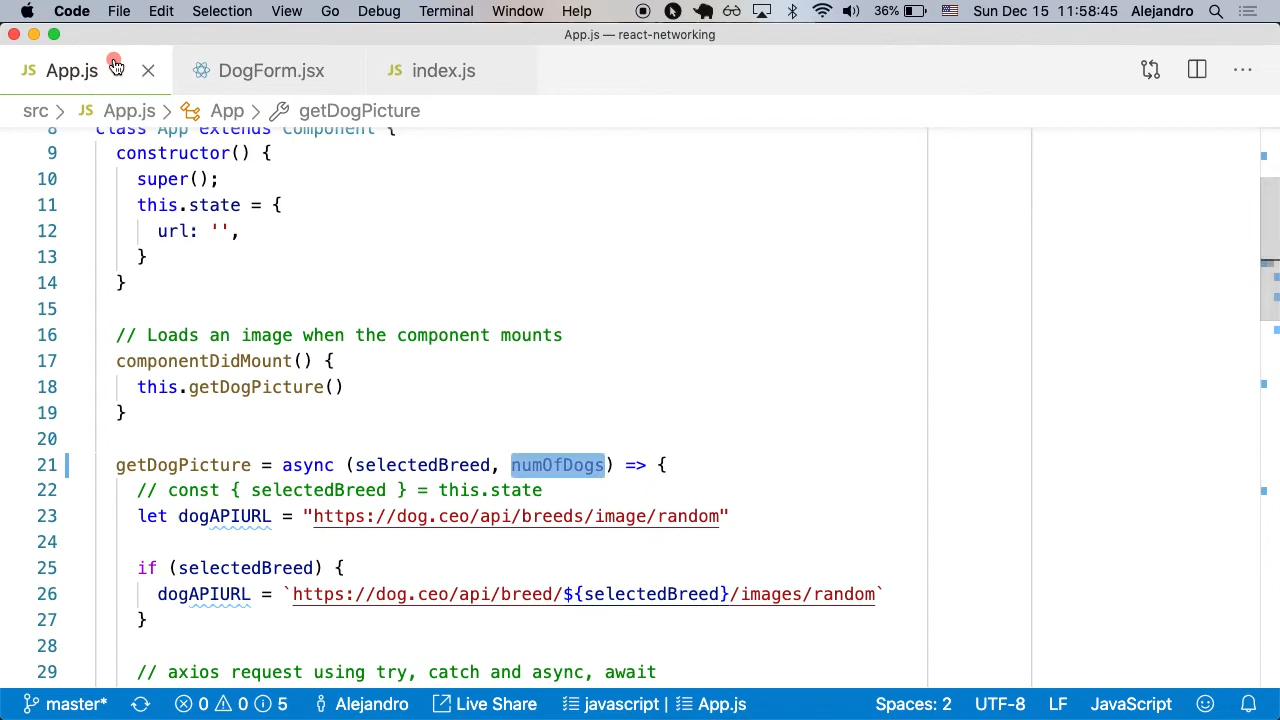 Code File Edit Selection View Go Debug Terminal Window Help 36% Sun Dec 15 11:58:45 Alejandro
App.js — react-networking
JS App.js DogForm.jsx JS index.js
src > JS App.js > App > getDogPicture
8 class App extends Component {
9 constructor() {
10 super();
11 this.state = {
12 url: '',
13 }
14 }
15
16 // Loads an image when the component mounts
17 componentDidMount() {
18 this.getDogPicture()
19 }
20
21 getDogPicture = async (selectedBreed, numOfDogs) => {
22 // const { selectedBreed } = this.state
23 let dogAPIURL = "https://dog.ceo/api/breeds/image/random"
24
25 if (selectedBreed) {
26 dogAPIURL = `https://dog.ceo/api/breed/${selectedBreed}/images/random`
27 }
28
29 // axios request using try, catch and async, await
master* 0 0 5 Alejandro Live Share javascript | App.js Spaces: 2 UTF-8 LF JavaScript